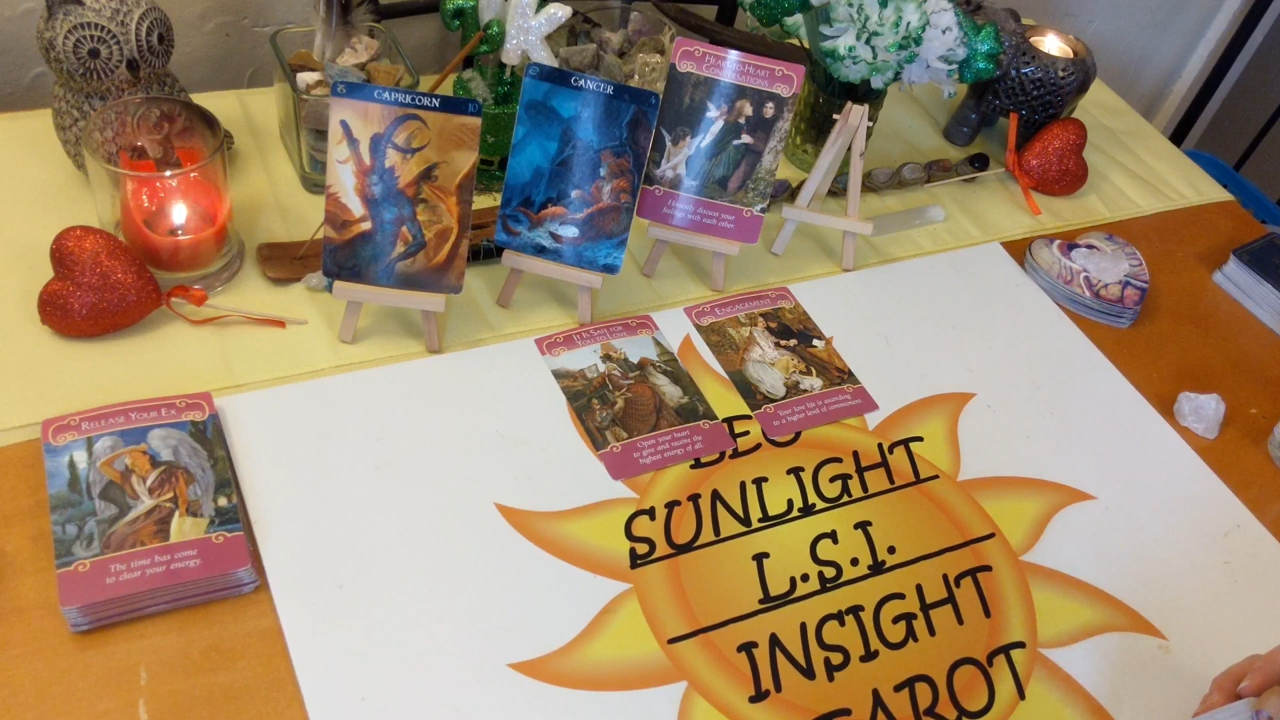 K
CAPRICORN
10
CANCER
4
HEART-TO-HEART
CONVERSATIONS
Honestly discuss your
feelings with each other.
IT IS SAFE FOR
YOU TO LOVE
Open your heart
to give and receive the
highest energy of all.
ENGAGEMENT
Your love life is ascending
to a higher level of commitment.
RELEASE YOUR EX
The time has come
to clear your energy.
LEO
SUNLIGHT
L.S.I.
INSIGHT
TAROT